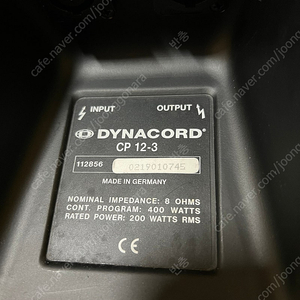 INPUT OUTPUT
DYNACORD®
CP 12-3
112856 0219010745
MADE IN GERMANY
NOMINAL IMPEDANCE: 8 OHMS
CONT. PROGRAM: 400 WATTS
RATED POWER: 200 WATTS RMS
CE